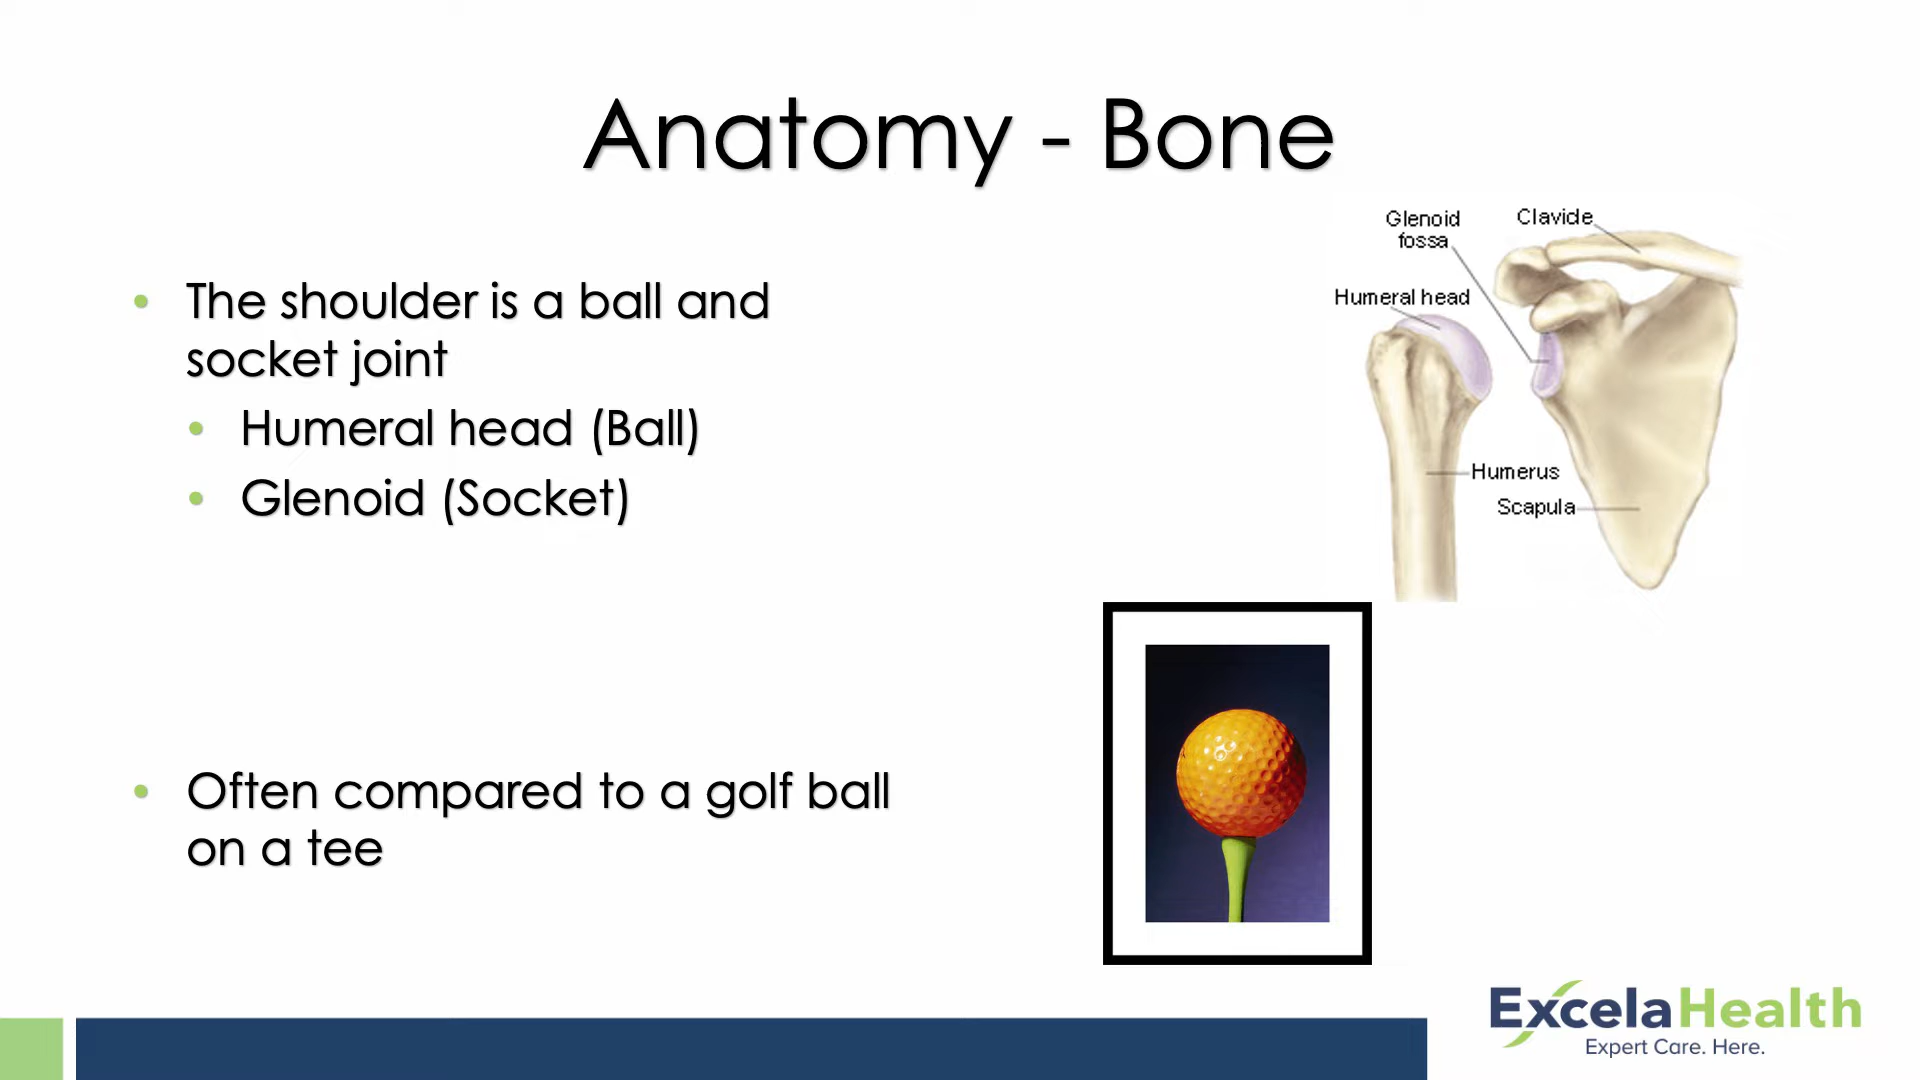 Anatomy - Bone
• The shoulder is a ball and
socket joint
• Humeral head (Ball)
• Glenoid (Socket)
• Often compared to a golf ball
on a tee
Glenoid
fossa
Clavicle
Humeral head
Humerus
Scapula
ExcelaHealth
Expert Care. Here.